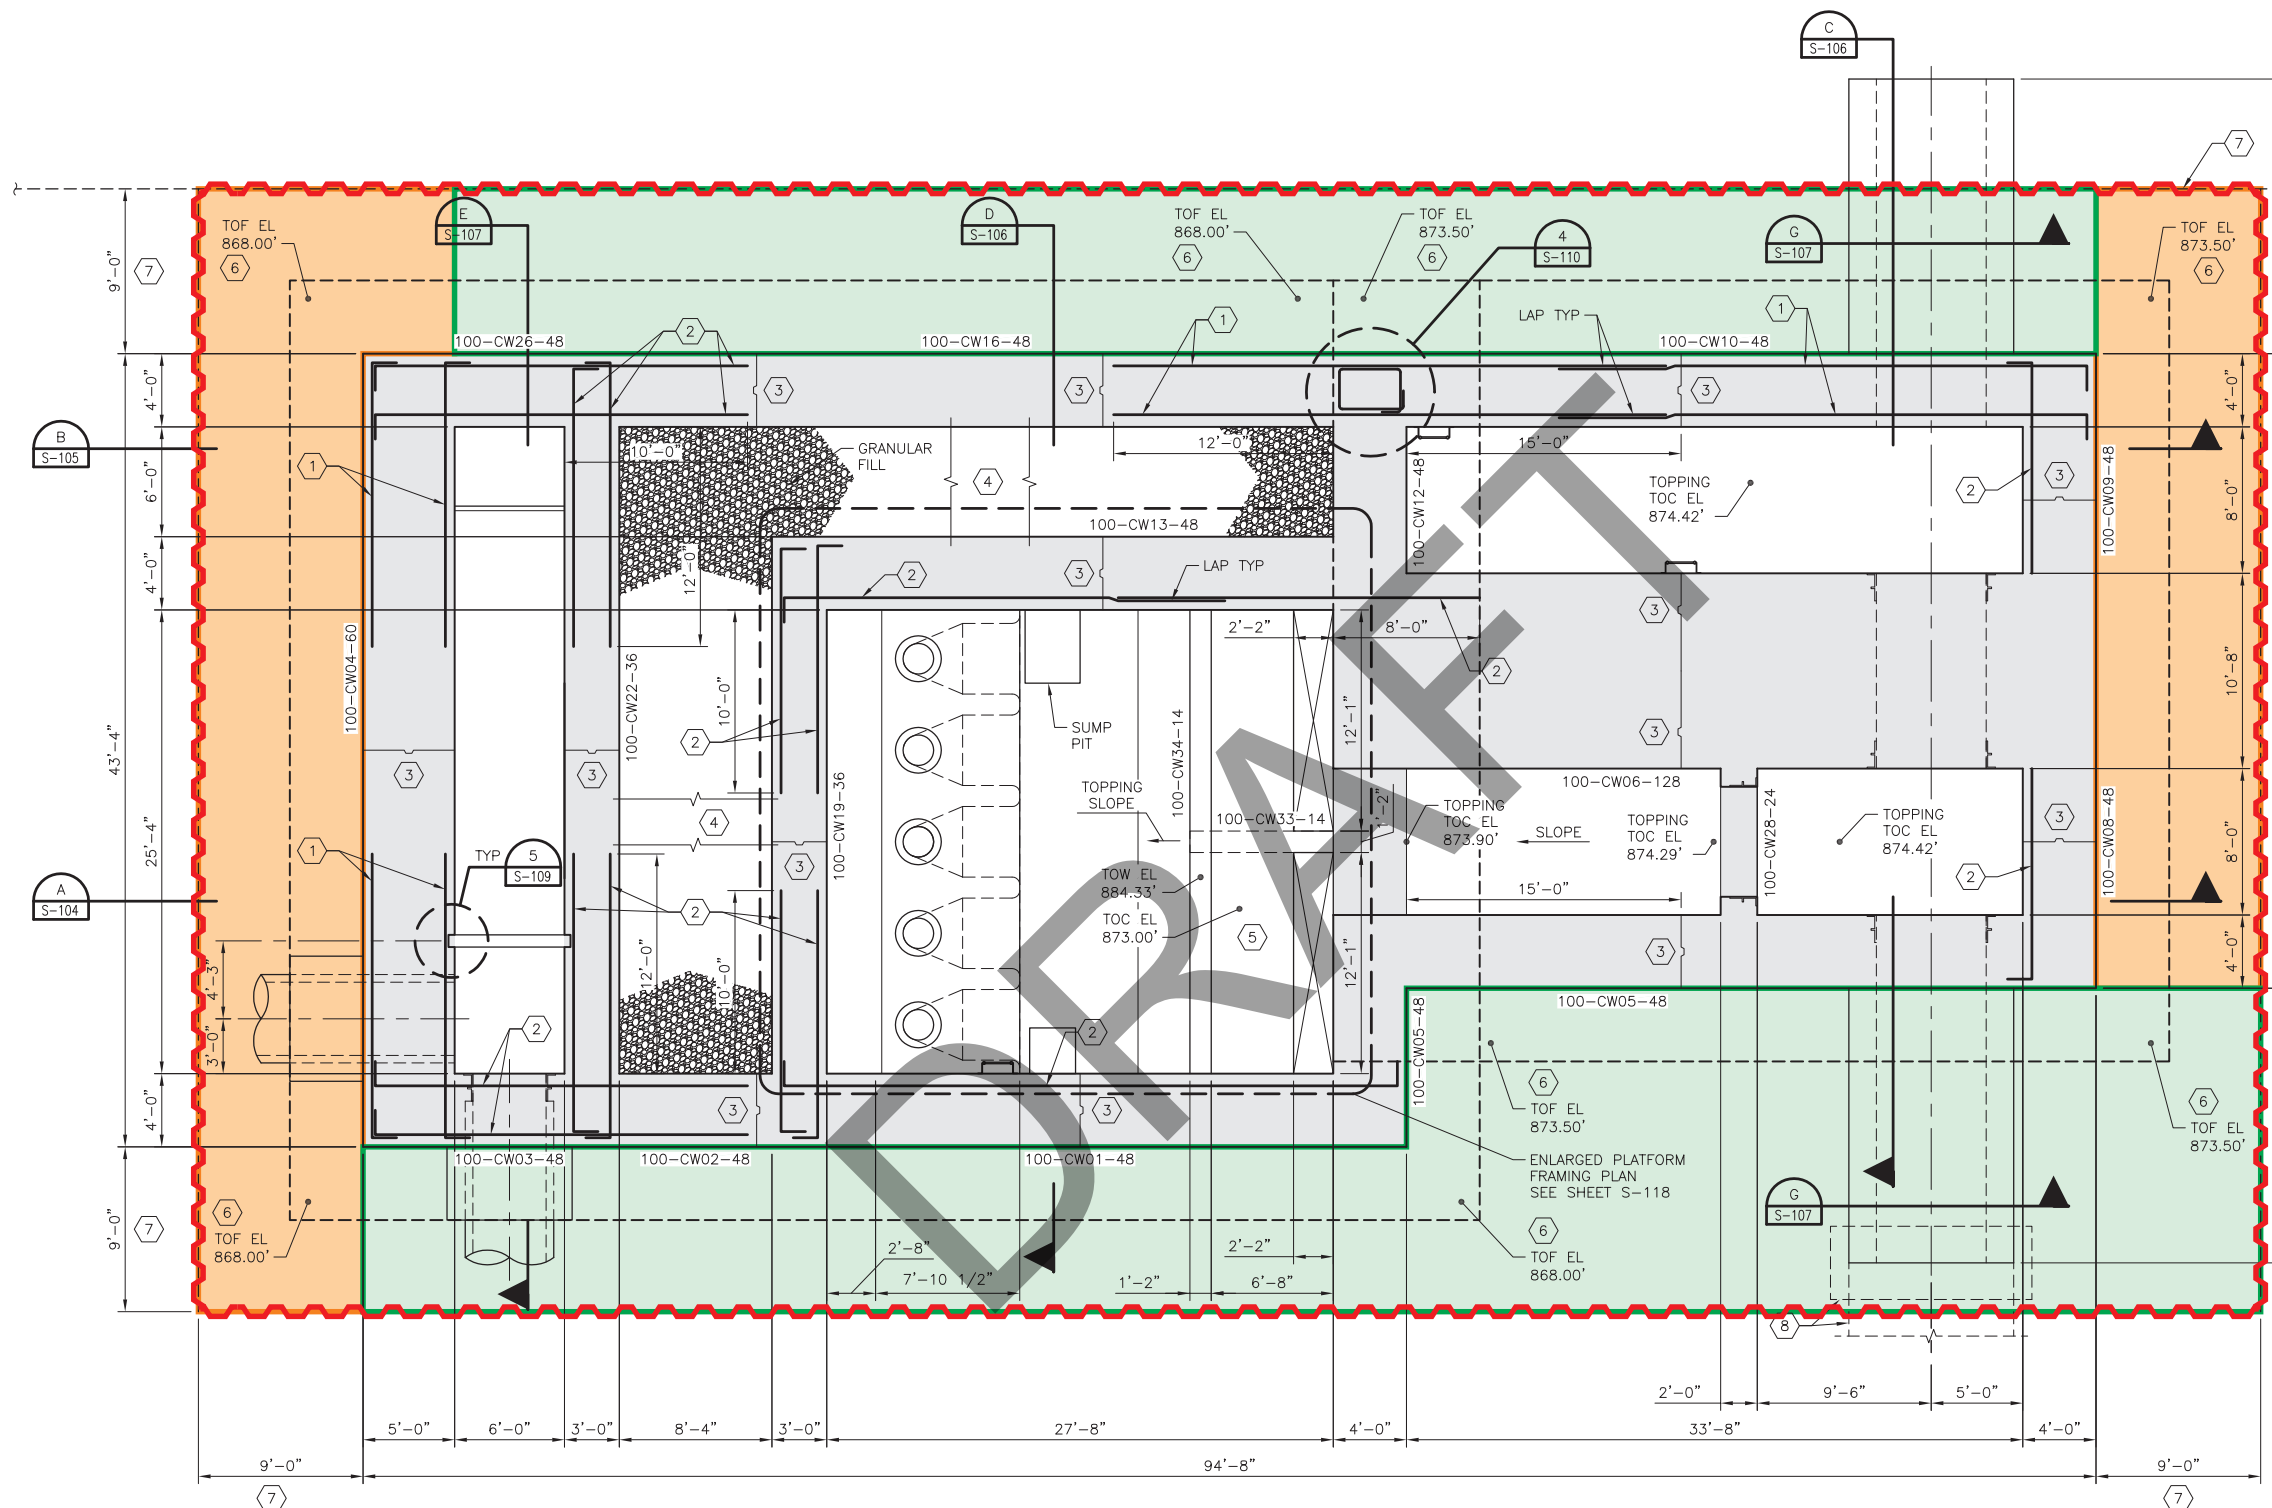 C
S-106
7
E
S-107
D
S-106
TOF EL
868.00'
6
TOF EL
873.50'
6
4
S-110
G
S-107
TOF EL
868.00'
6
TOF EL
873.50'
6
9'-0"
7
100-CW26-48
2
100-CW16-48
1
LAP TYP
1
100-CW10-48
4'-0"
3
3
3
4'-0"
B
S-105
6'-0"
1
10'-0"
GRANULAR
FILL
4
12'-0"
15'-0"
100-CW12-48
TOPPING
TOC EL
874.42'
2
3
100-CW09-48
8'-0"
100-CW13-48
4'-0"
12'-0"
2
3
LAP TYP
3
43'-4"
25'-4"
100-CW04-60
100-CW22-36
10'-0"
2
SUMP
PIT
2'-2"
8'-0"
2
12'-1"
3
10'-8"
3
3
4
100-CW19-36
3
TOPPING
SLOPE
100-CW34-14
100-CW33-14
1'-2"
TOPPING
TOC EL
873.90'
SLOPE
100-CW06-128
TOPPING
TOC EL
874.29'
100-CW28-24
TOPPING
TOC EL
874.42'
3
2
100-CW08-48
8'-0"
1
TYP
5
S-109
A
S-104
2
TOW EL
884.33'
TOC EL
873.00'
5
15'-0"
12'-1"
3
4'-0"
4'-3"
3'-0"
12'-0"
10'-0"
2
2
100-CW05-48
100-CW05-48
4'-0"
3
3
6
TOF EL
873.50'
6
TOF EL
873.50'
100-CW03-48
100-CW02-48
100-CW01-48
ENLARGED PLATFORM
FRAMING PLAN
SEE SHEET S-118
G
S-107
9'-0"
7
6
TOF EL
868.00'
6
TOF EL
868.00'
2'-8"
7'-10 1/2"
1'-2"
2'-2"
6'-8"
8
DRAFT
2'-0"
9'-6"
5'-0"
5'-0"
6'-0"
3'-0"
8'-4"
3'-0"
27'-8"
4'-0"
33'-8"
4'-0"
9'-0"
94'-8"
9'-0"
7
7